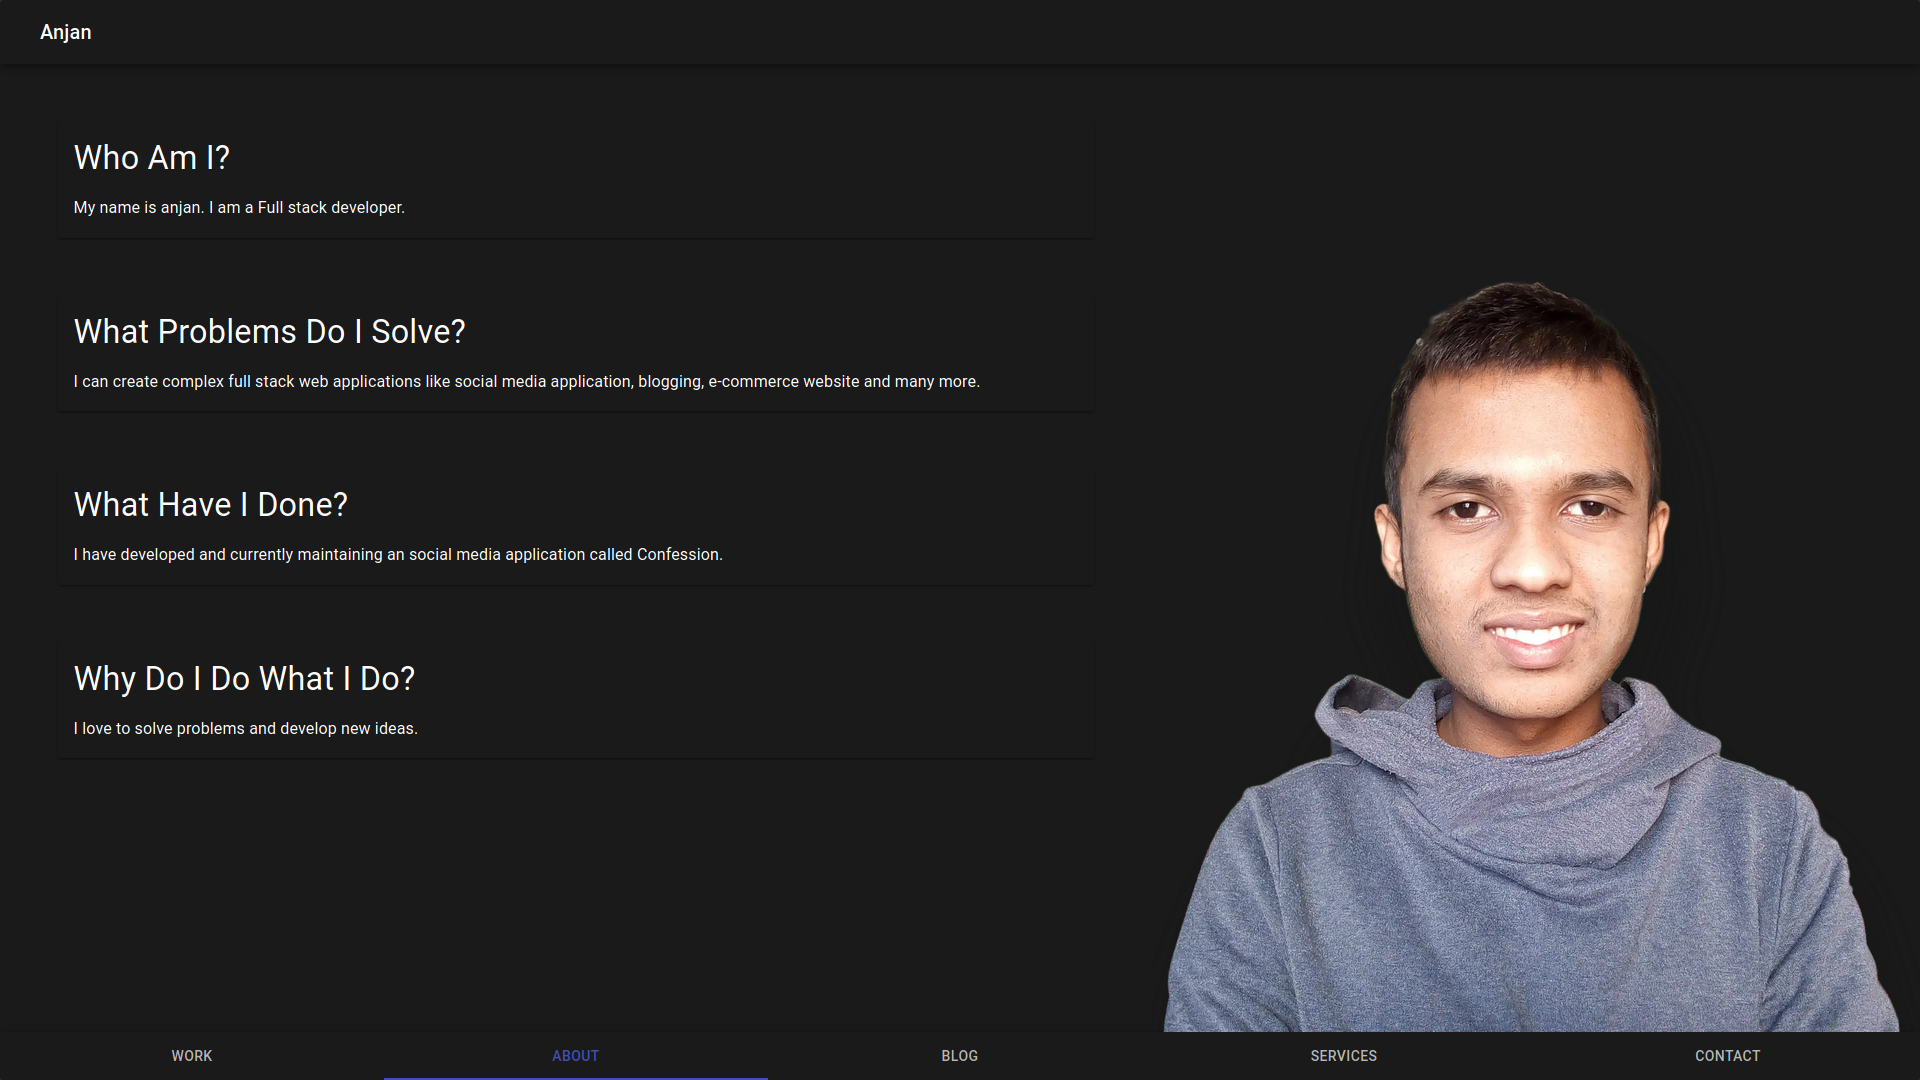 Anjan
Who Am I?
My name is anjan. I am a Full stack developer.
What Problems Do I Solve?
I can create complex full stack web applications like social media application, blogging, e-commerce website and many more.
What Have I Done?
I have developed and currently maintaining an social media application called Confession.
Why Do I Do What I Do?
I love to solve problems and develop new ideas.
WORK
ABOUT
BLOG
SERVICES
CONTACT